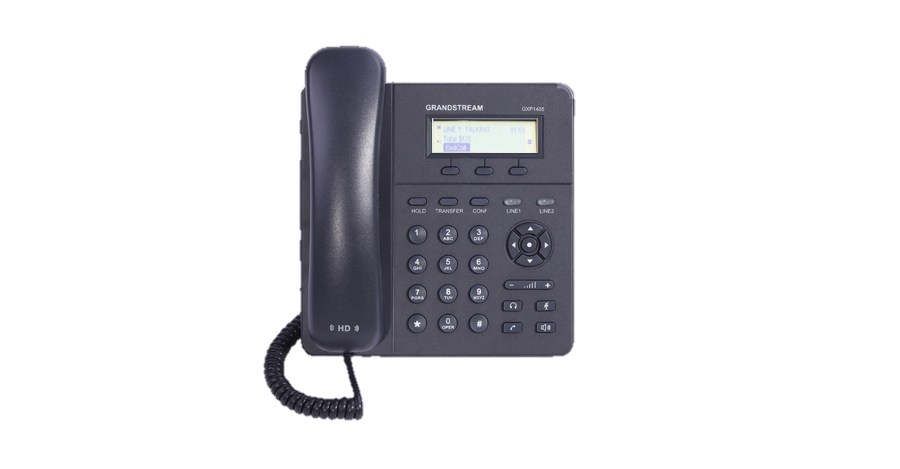 GRANDSTREAM GXP1405
LINE 1: TALKING
EndCall
HOLD TRANSFER CONF LINE1 LINE2
1 2 3
ABC DEF
4 5 6
GHI JKL MNO
7 8 9
PQRS TUV WXYZ
* 0 #
OPER
HD